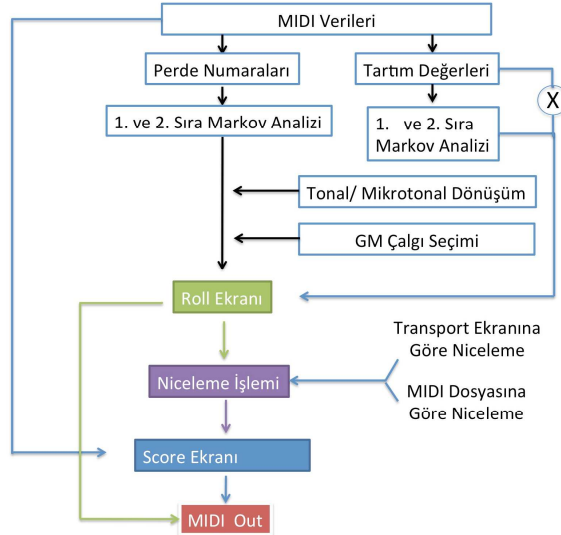 MIDI Verileri
Perde Numaraları
Tartım Değerleri
X
1. ve 2. Sıra Markov Analizi
1. ve 2. Sıra
Markov Analizi
Tonal/ Mikrotonal Dönüşüm
GM Çalgı Seçimi
Roll Ekranı
Transport Ekranına
Göre Niceleme
Niceleme İşlemi
MIDI Dosyasına
Göre Niceleme
Score Ekranı
MIDI Out